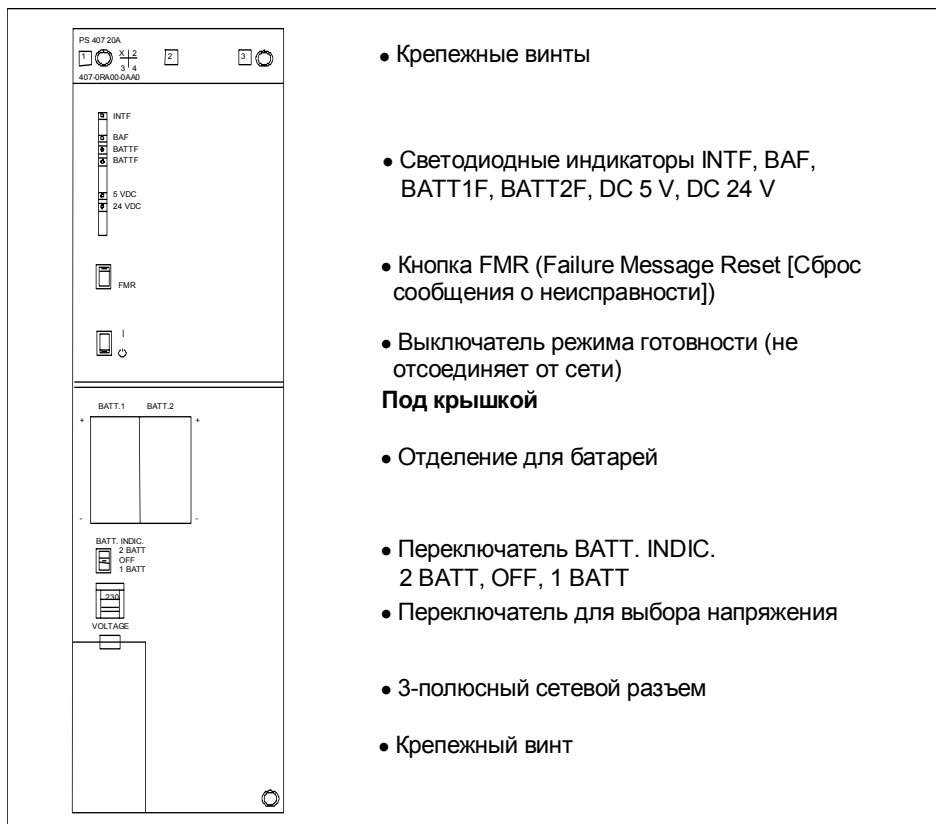 PS 407 20A
1 X 2 2 3
3 4
407-0RA00-0AA0
INTF
BAF
BATTF
BATTF
5 VDC
24 VDC
FMR
I
BATT.1 BATT.2
+ +
- -
BATT. INDIC.
2 BATT
OFF
1 BATT
230
VOLTAGE
• Крепежные винты
• Светодиодные индикаторы INTF, BAF,
BATT1F, BATT2F, DC 5 V, DC 24 V
• Кнопка FMR (Failure Message Reset [Сброс
сообщения о неисправности])
• Выключатель режима готовности (не
отсоединяет от сети)
Под крышкой
• Отделение для батарей
• Переключатель BATT. INDIC.
2 BATT, OFF, 1 BATT
• Переключатель для выбора напряжения
• 3-полюсный сетевой разъем
• Крепежный винт